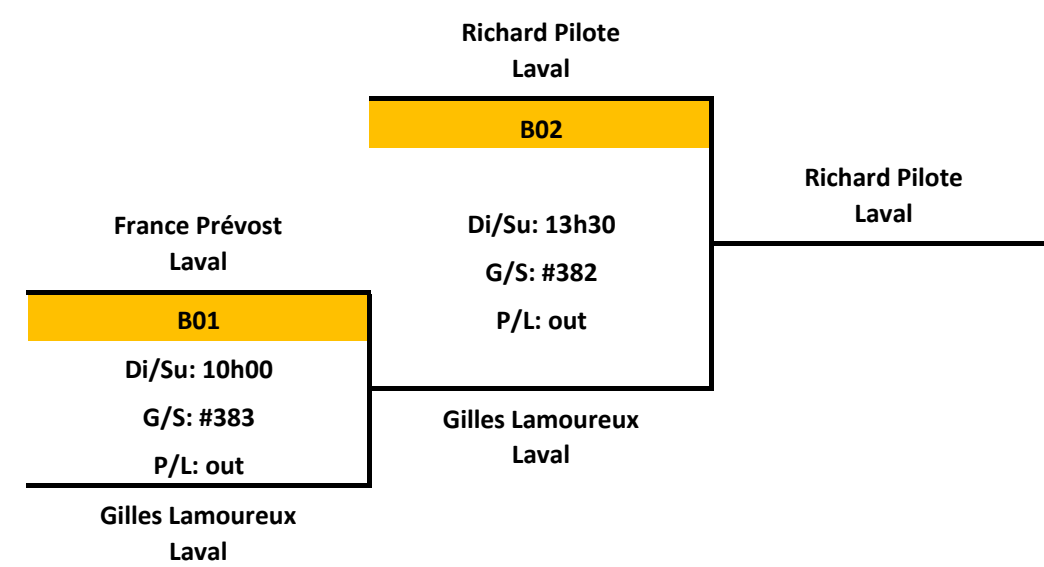 Richard Pilote
Laval
B02
Di/Su: 13h30
G/S: #382
P/L: out
Richard Pilote
Laval
France Prévost
Laval
B01
Di/Su: 10h00
G/S: #383
P/L: out
Gilles Lamoureux
Laval
Gilles Lamoureux
Laval